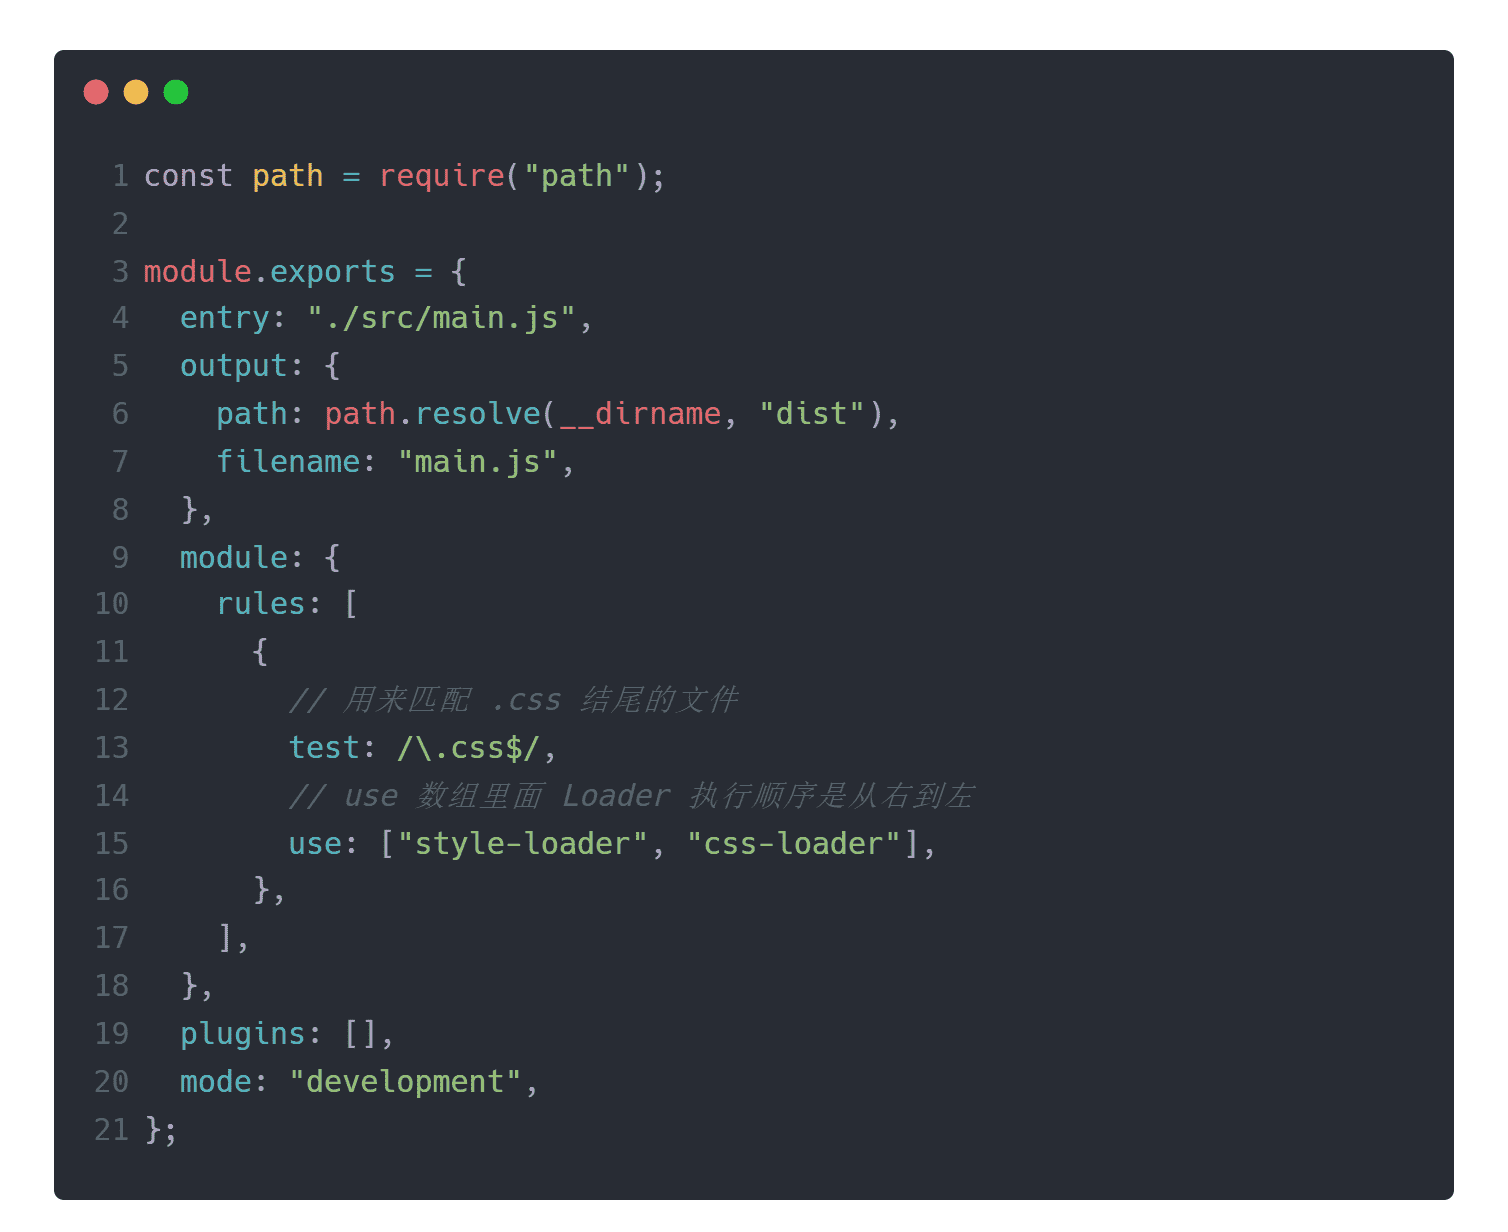 1 const path = require("path");
2
3 module.exports = {
4   entry: "./src/main.js",
5   output: {
6     path: path.resolve(__dirname, "dist"),
7     filename: "main.js",
8   },
9   module: {
10     rules: [
11       {
12         // 用来匹配 .css 结尾的文件
13         test: /\.css$/,
14         // use 数组里面 Loader 执行顺序是从右到左
15         use: ["style-loader", "css-loader"],
16       },
17     ],
18   },
19   plugins: [],
20   mode: "development",
21 };